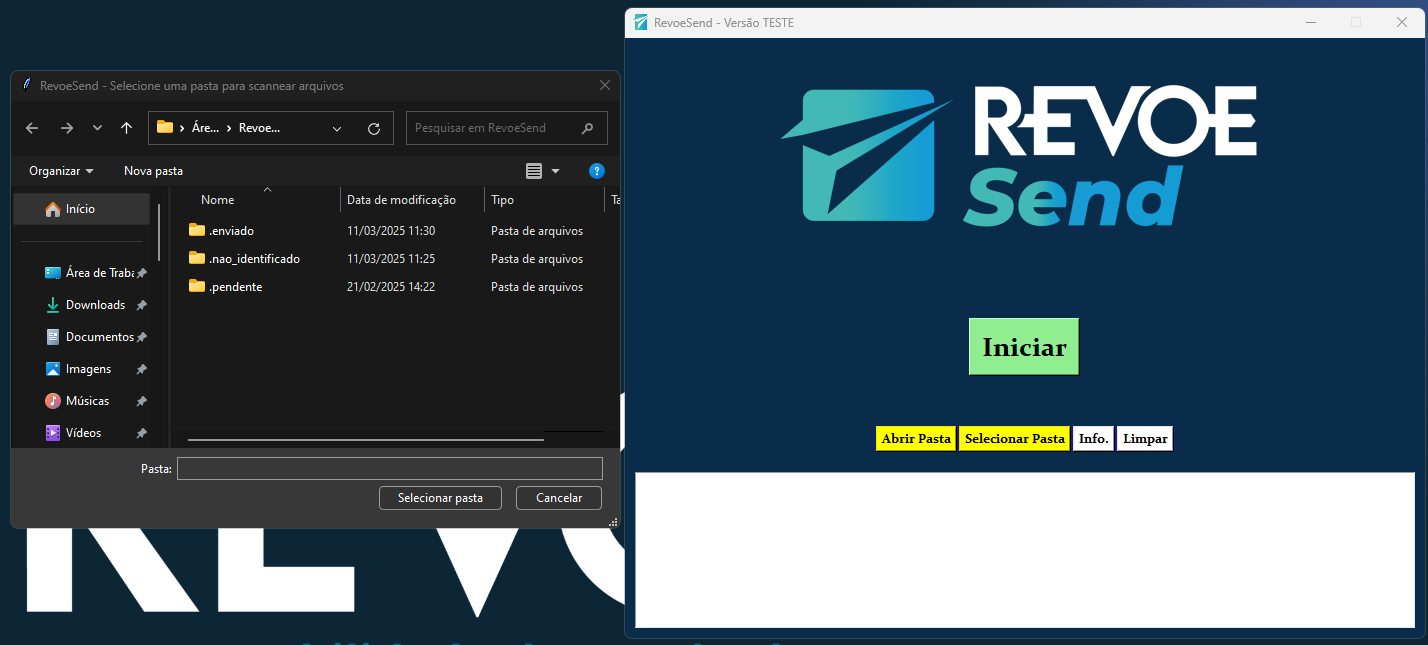 RevoeSend - Selecione uma pasta para scannear arquivos
Áre... Revoe...
Pesquisar em RevoeSend
Organizar
Nova pasta
?
Início
Área de Traba
Downloads
Documentos
Imagens
Músicas
Vídeos
Nome Data de modificação Tipo Ta
.enviado 11/03/2025 11:30 Pasta de arquivos
.nao_identificado 11/03/2025 11:25 Pasta de arquivos
.pendente 21/02/2025 14:22 Pasta de arquivos
Pasta:
Selecionar pasta Cancelar
RevoeSend - Versão TESTE
REVOE
Send
Iniciar
Abrir Pasta Selecionar Pasta Info. Limpar